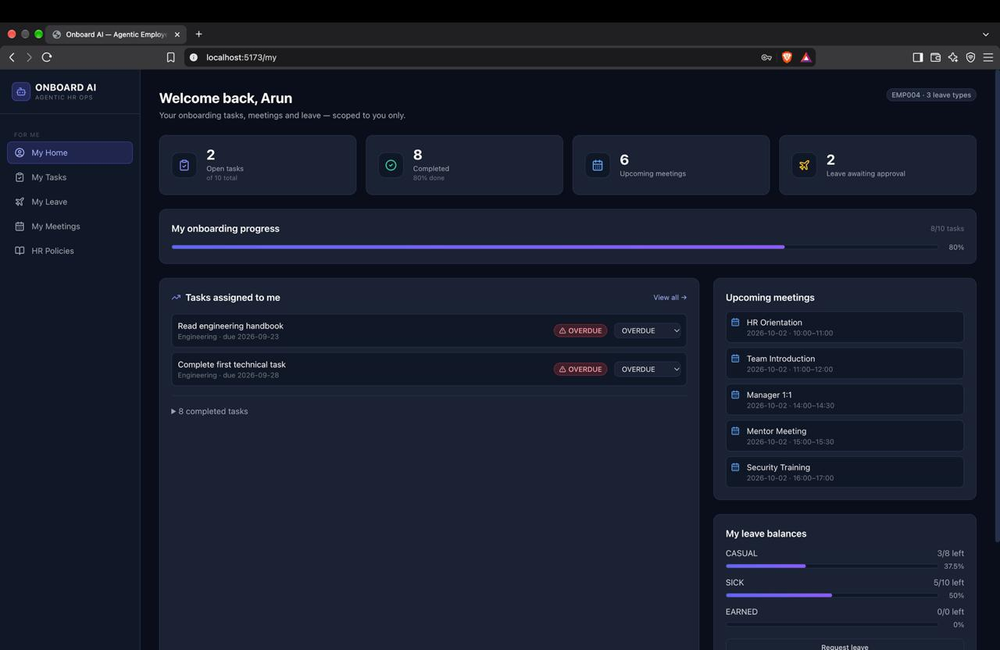 Onboard AI — Agentic Employe
localhost:5173/my
ONBOARD AI
AGENTIC HR OPS
FOR ME
My Home
My Tasks
My Leave
My Meetings
HR Policies
Welcome back, Arun
Your onboarding tasks, meetings and leave — scoped to you only.
EMP004 · 3 leave types
2
Open tasks
of 10 total
8
Completed
80% done
6
Upcoming meetings
2
Leave awaiting approval
My onboarding progress
8/10 tasks
80%
Tasks assigned to me
View all →
Read engineering handbook
Engineering · due 2026-09-23
OVERDUE
OVERDUE
Complete first technical task
Engineering · due 2026-09-28
OVERDUE
OVERDUE
8 completed tasks
Upcoming meetings
HR Orientation
2026-10-02 · 10:00–11:00
Team Introduction
2026-10-02 · 11:00–12:00
Manager 1:1
2026-10-02 · 14:00–14:30
Mentor Meeting
2026-10-02 · 15:00–15:30
Security Training
2026-10-02 · 16:00–17:00
My leave balances
CASUAL
3/8 left
37.5%
SICK
5/10 left
50%
EARNED
0/0 left
0%
Request leave